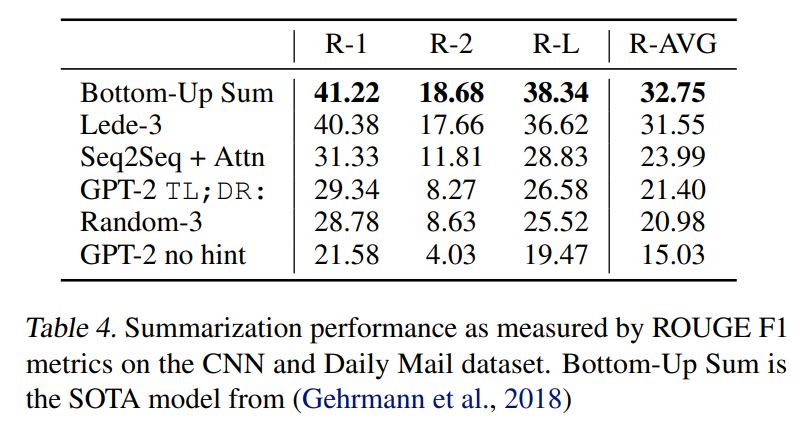 R-1 R-2 R-L R-AVG
Bottom-Up Sum 41.22 18.68 38.34 32.75
Lede-3 40.38 17.66 36.62 31.55
Seq2Seq + Attn 31.33 11.81 28.83 23.99
GPT-2 TL;DR: 29.34 8.27 26.58 21.40
Random-3 28.78 8.63 25.52 20.98
GPT-2 no hint 21.58 4.03 19.47 15.03
Table 4. Summarization performance as measured by ROUGE F1
metrics on the CNN and Daily Mail dataset. Bottom-Up Sum is
the SOTA model from (Gehrmann et al., 2018)